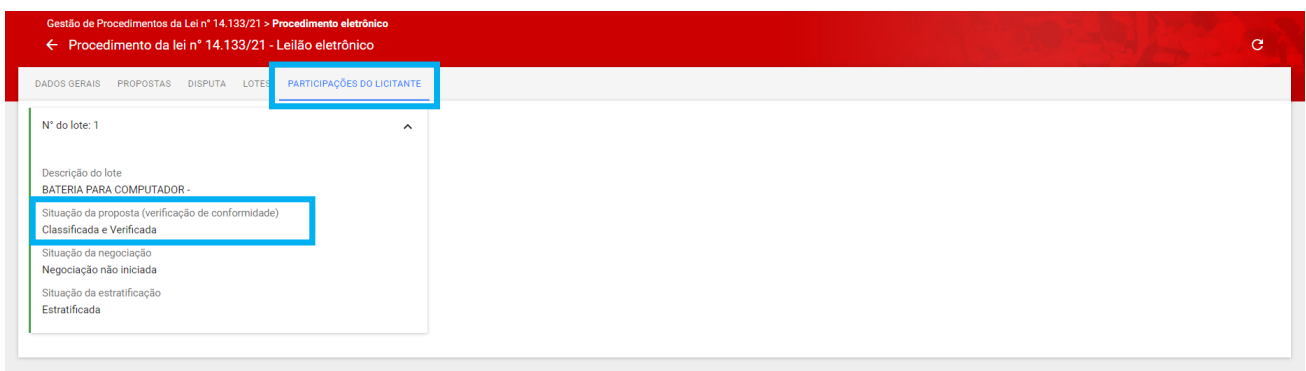 Gestão de Procedimentos da Lei n° 14.133/21 > Procedimento eletrônico
Procedimento da lei n° 14.133/21 - Leilão eletrônico
DADOS GERAIS PROPOSTAS DISPUTA LOTES PARTICIPAÇÕES DO LICITANTE
N° do lote: 1
Descrição do lote
BATERIA PARA COMPUTADOR -
Situação da proposta (verificação de conformidade)
Classificada e Verificada
Situação da negociação
Negociação não iniciada
Situação da estratificação
Estratificada